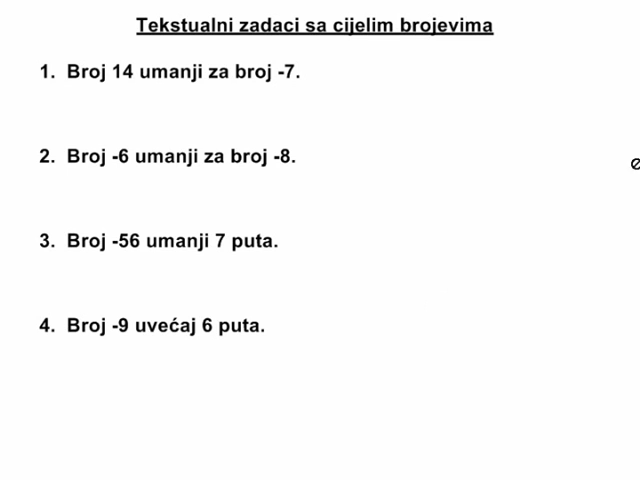 Tekstualni zadaci sa cijelim brojevima
1. Broj 14 umanji za broj -7.
2. Broj -6 umanji za broj -8.
3. Broj -56 umanji 7 puta.
4. Broj -9 uvećaj 6 puta.